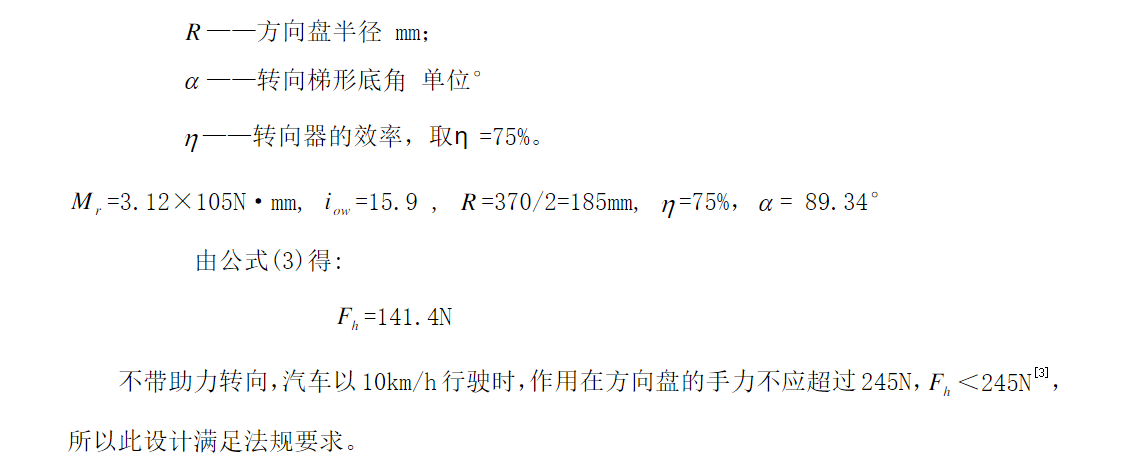 R——方向盘半径 mm；
α——转向梯形底角 单位°
η——转向器的效率，取η =75%。
Mr=3.12×105N·mm, iow=15.9 , R=370/2=185mm, η=75%, α= 89.34°
由公式(3)得:
Fh=141.4N
不带助力转向,汽车以10km/h行驶时,作用在方向盘的手力不应超过245N, Fh＜245N[3],
所以此设计满足法规要求。